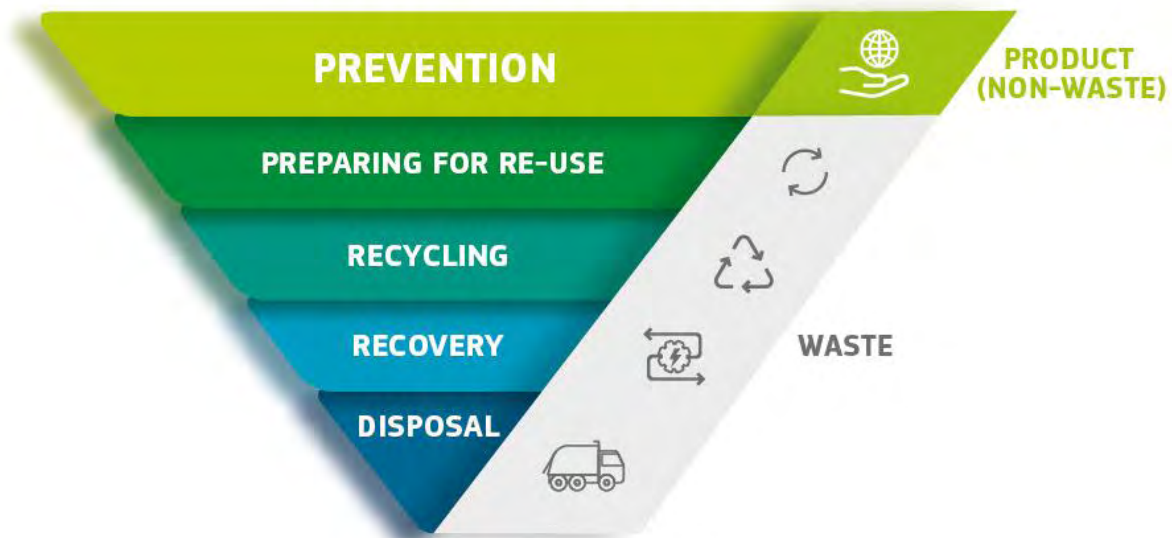 PREVENTION
PRODUCT
(NON-WASTE)
PREPARING FOR RE-USE
RECYCLING
RECOVERY
WASTE
DISPOSAL